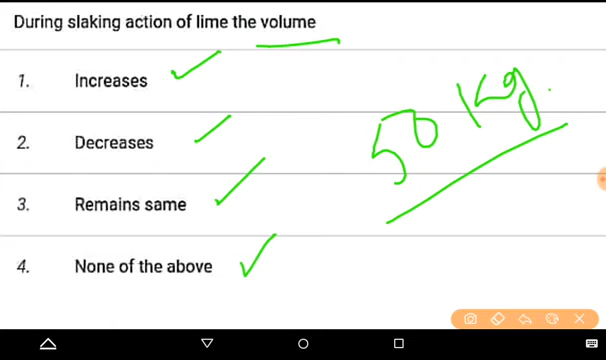 During slaking action of lime the volume
1. Increases
2. Decreases
3. Remains same
4. None of the above
50 Kg.